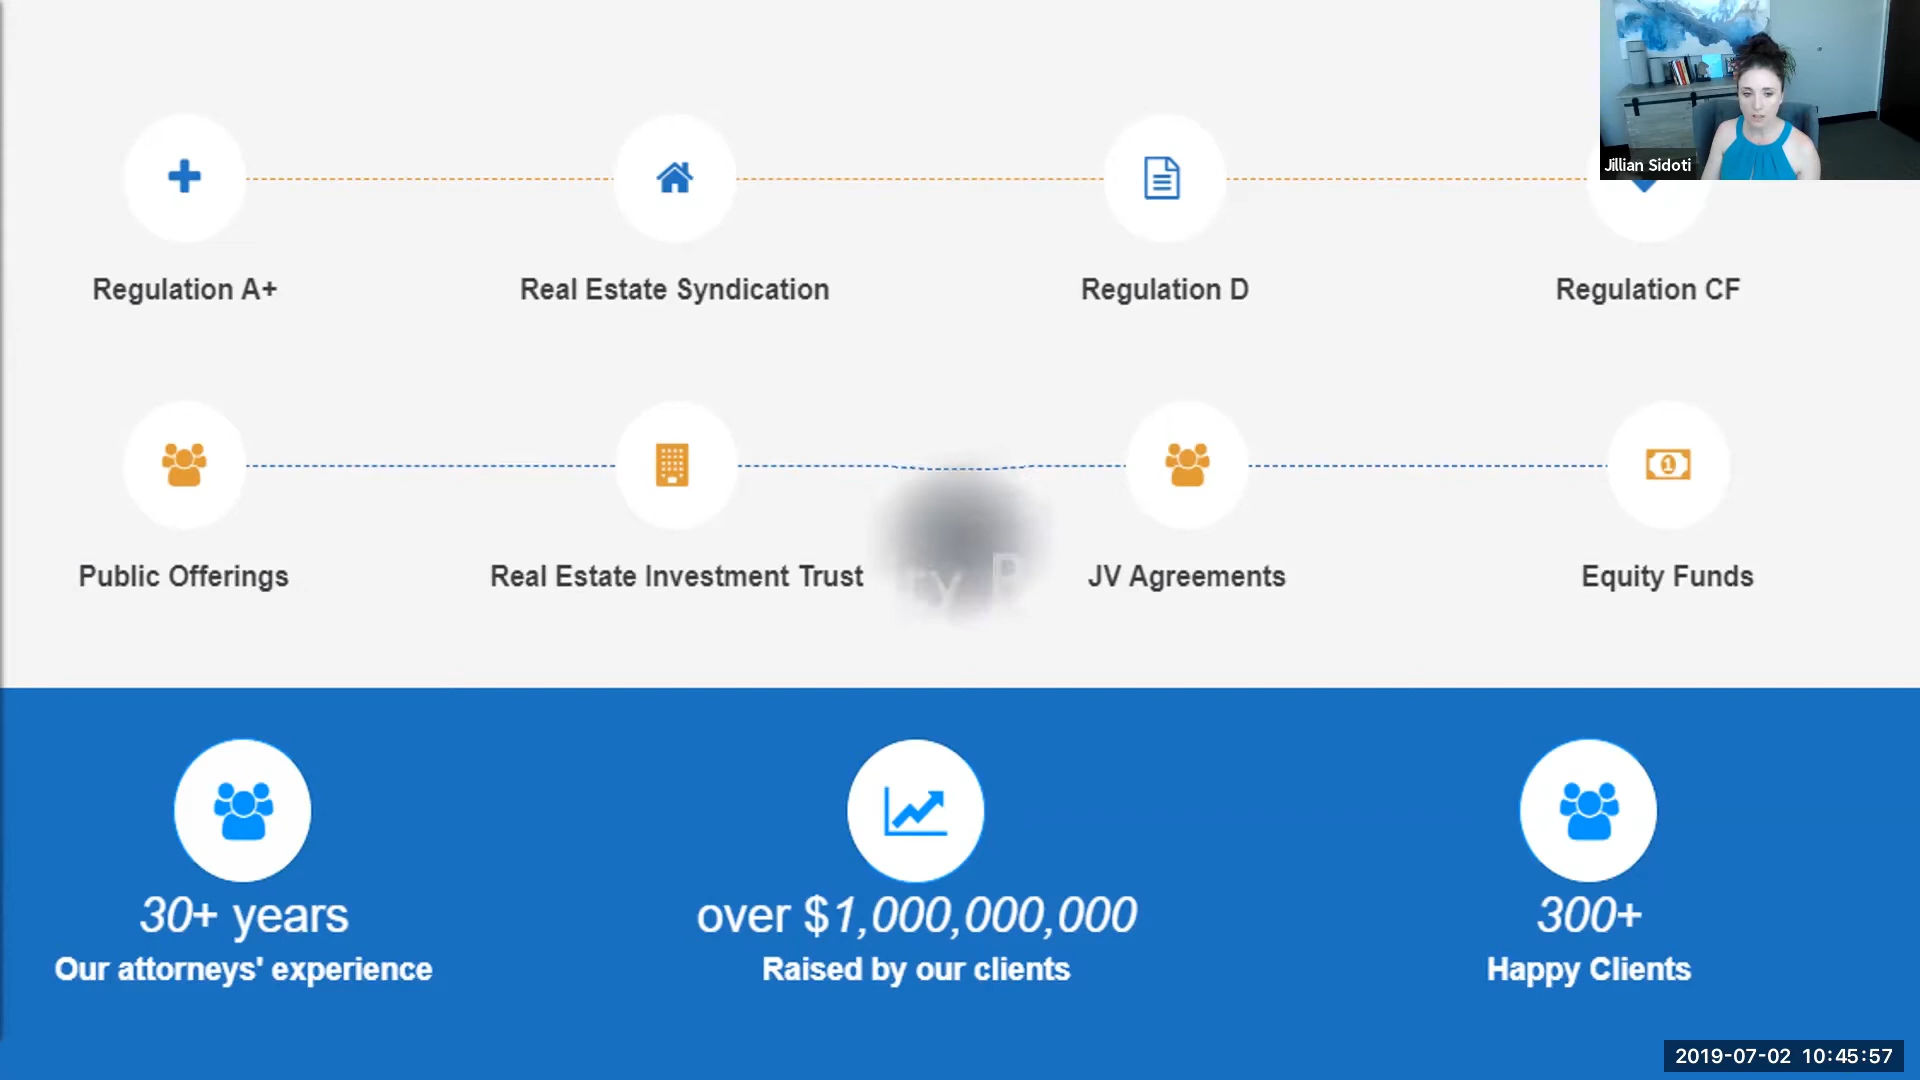 Jillian Sidoti
Regulation A+
Real Estate Syndication
Regulation D
Regulation CF
1
Public Offerings
Real Estate Investment Trust
JV Agreements
Equity Funds
30+ years
Our attorneys' experience
over $1,000,000,000
Raised by our clients
300+
Happy Clients
2019-07-02 10:45:57